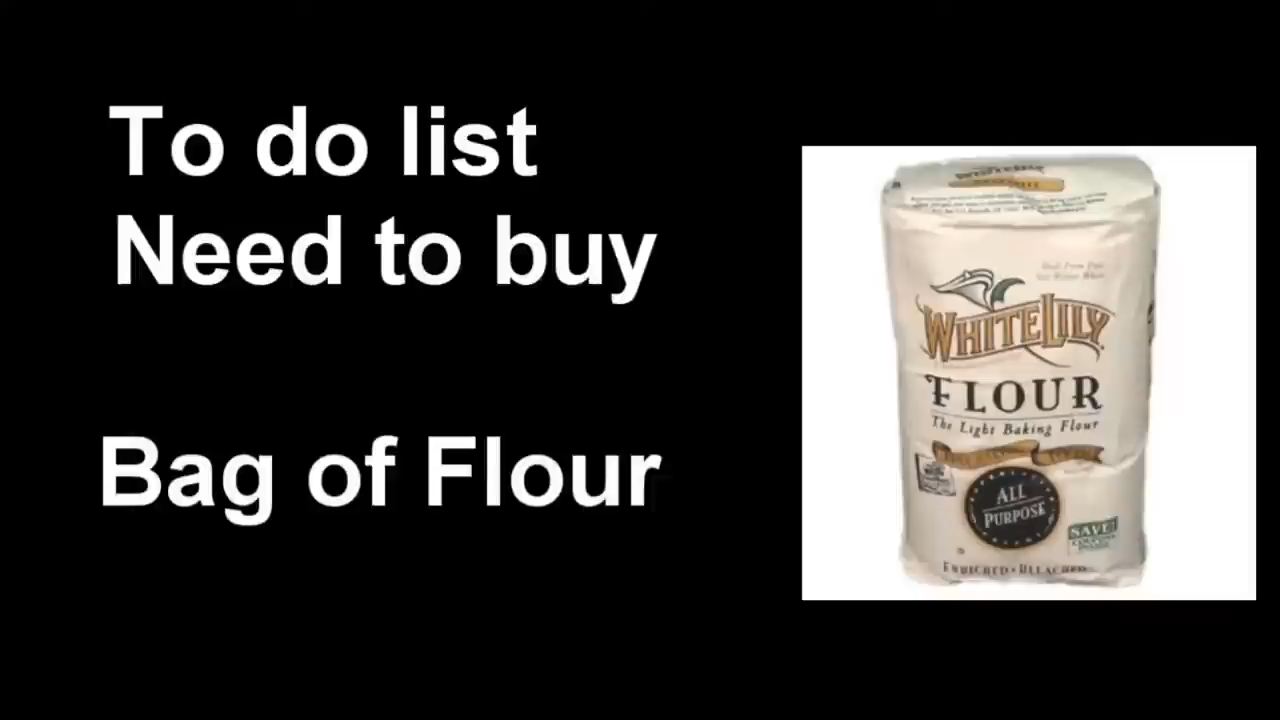 To do list
Need to buy
Bag of Flour
WHITE LILY
FLOUR
The Light Baking Flour
ALL
PURPOSE
SAVE!
ENRICHED • BLEACHED